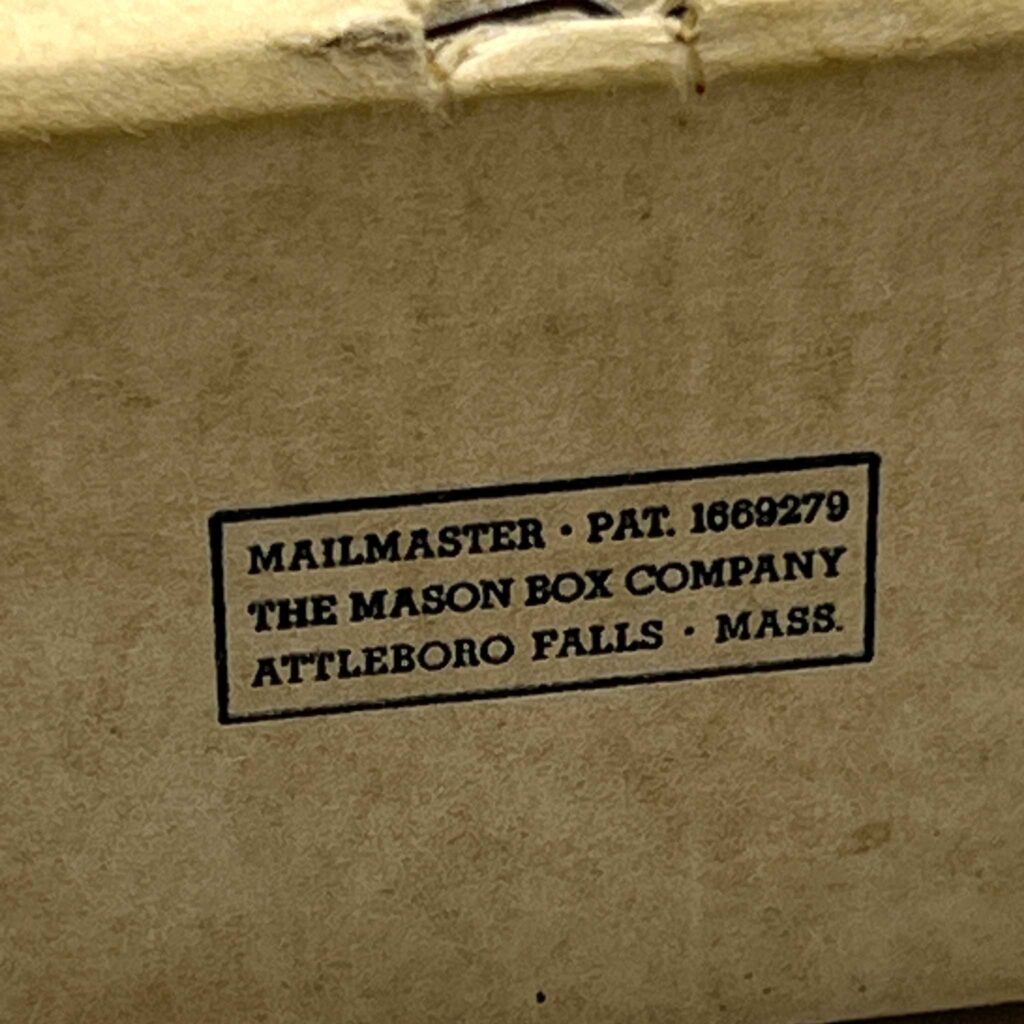 MAILMASTER · PAT. 1669279
THE MASON BOX COMPANY
ATTLEBORO FALLS · MASS.